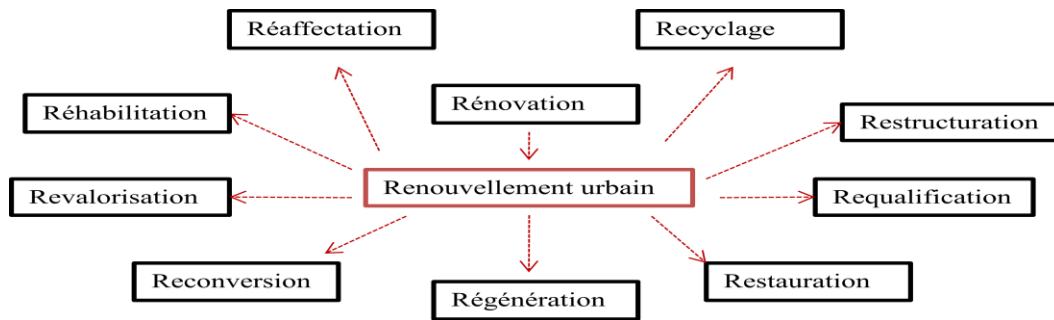 Réaffectation
Recyclage
Rénovation
Réhabilitation
Restructuration
Renouvellement urbain
Revalorisation
Requalification
Reconversion
Régénération
Restauration